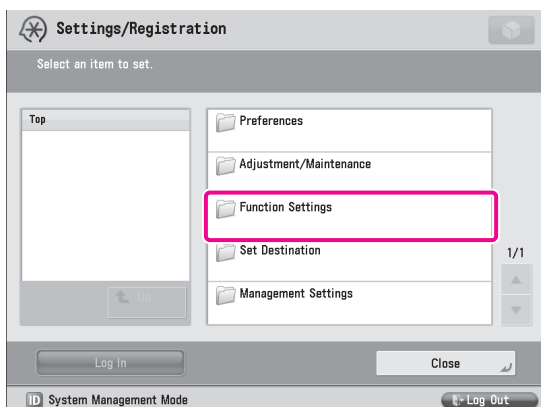 Settings/Registration
Select an item to set.
Top
Preferences
Adjustment/Maintenance
Function Settings
Set Destination
1/1
Management Settings
Up
Log In
Close
ID System Management Mode
Log Out